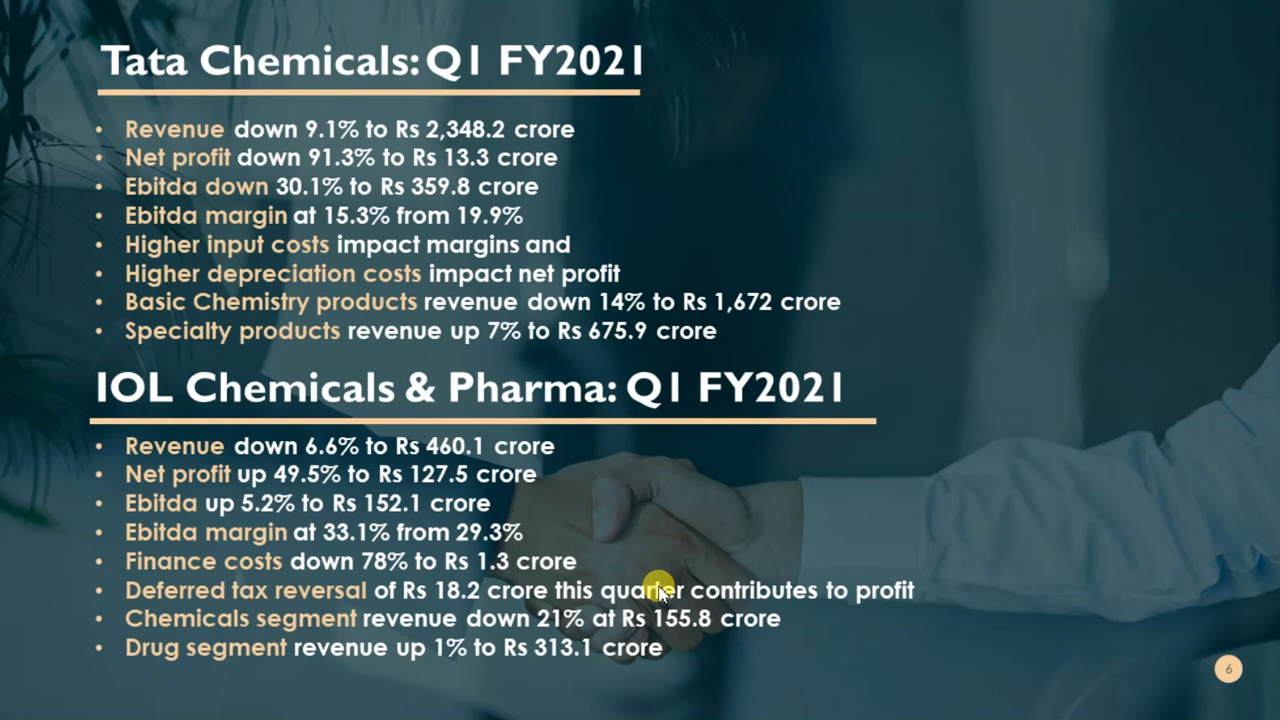 Tata Chemicals: Q1 FY2021
• Revenue down 9.1% to Rs 2,348.2 crore
• Net profit down 91.3% to Rs 13.3 crore
• Ebitda down 30.1% to Rs 359.8 crore
• Ebitda margin at 15.3% from 19.9%
• Higher input costs impact margins and
• Higher depreciation costs impact net profit
• Basic Chemistry products revenue down 14% to Rs 1,672 crore
• Specialty products revenue up 7% to Rs 675.9 crore
IOL Chemicals & Pharma: Q1 FY2021
• Revenue down 6.6% to Rs 460.1 crore
• Net profit up 49.5% to Rs 127.5 crore
• Ebitda up 5.2% to Rs 152.1 crore
• Ebitda margin at 33.1% from 29.3%
• Finance costs down 78% to Rs 1.3 crore
• Deferred tax reversal of Rs 18.2 crore this quarter contributes to profit
• Chemicals segment revenue down 21% at Rs 155.8 crore
• Drug segment revenue up 1% to Rs 313.1 crore
6